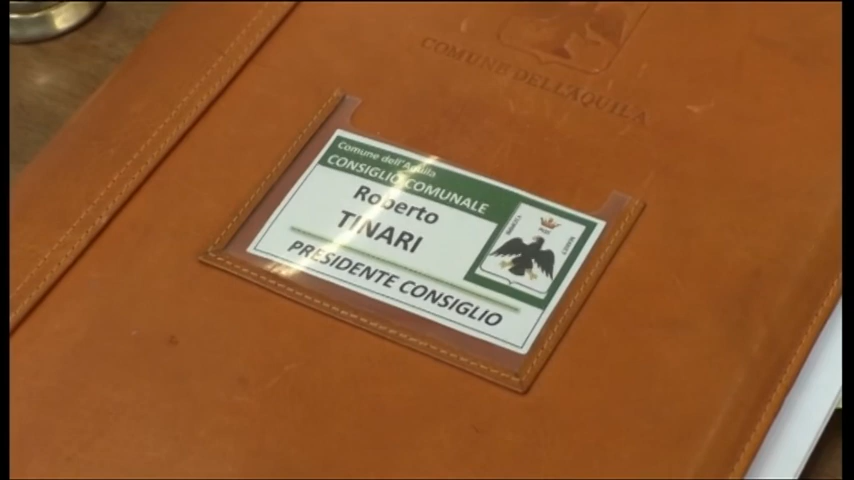 COMUNE DELL'AQUILA
Comune dell'Aquila
CONSIGLIO COMUNALE
Roberto
TINARI
PRESIDENTE CONSIGLIO